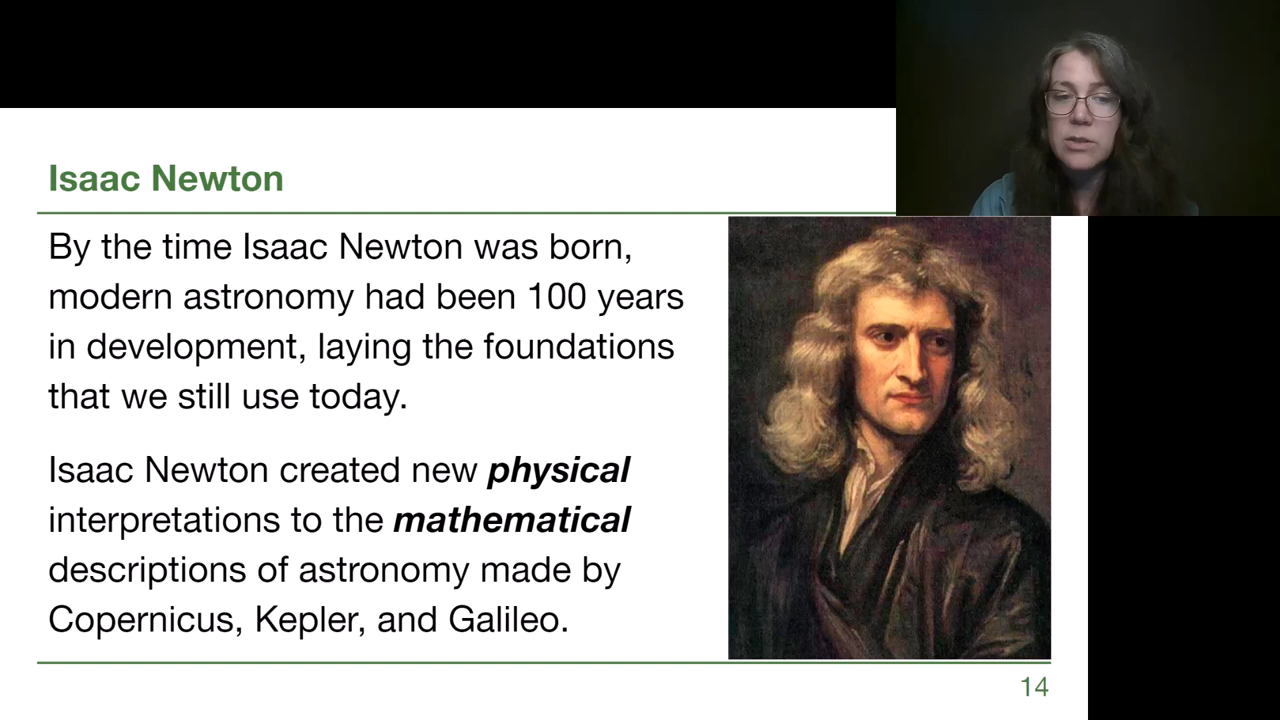 Isaac Newton
By the time Isaac Newton was born,
modern astronomy had been 100 years
in development, laying the foundations
that we still use today.
Isaac Newton created new physical
interpretations to the mathematical
descriptions of astronomy made by
Copernicus, Kepler, and Galileo.
14